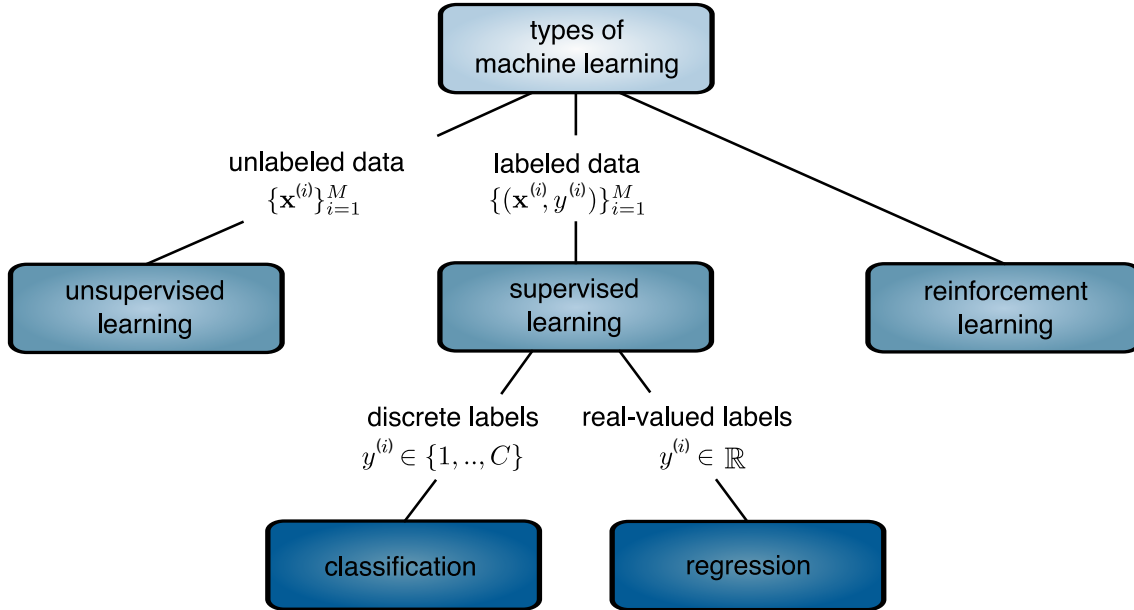 types of
machine learning
unlabeled data
{𝐱^(i)}_{i=1}^M
labeled data
{(𝐱^(i), y^(i))}_{i=1}^M
unsupervised
learning
supervised
learning
reinforcement
learning
discrete labels
y^(i) ∈ {1, .., C}
real-valued labels
y^(i) ∈ ℝ
classification
regression